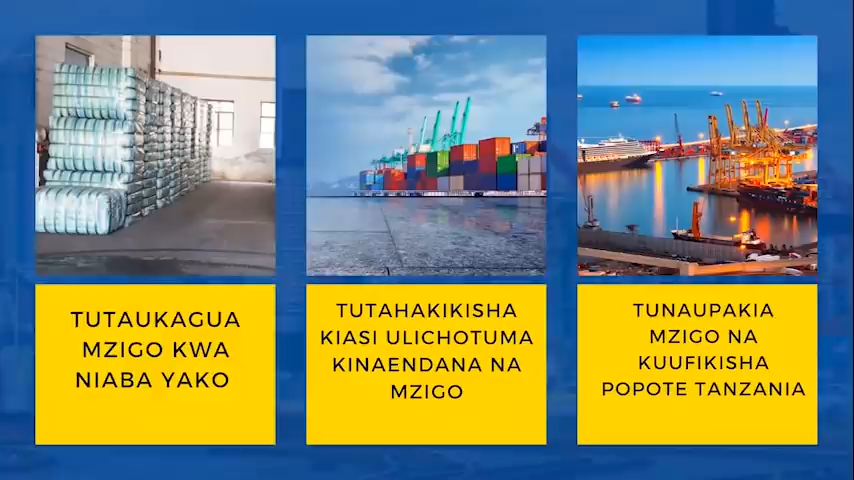 TUTAUKAGUA
MZIGO KWA
NIABA YAKO
TUTAHAKIKISHA
KIASI ULICHOTUMA
KINAENDANA NA
MZIGO
TUNAUPAKIA
MZIGO NA
KUUFIKISHA
POPOTE TANZANIA